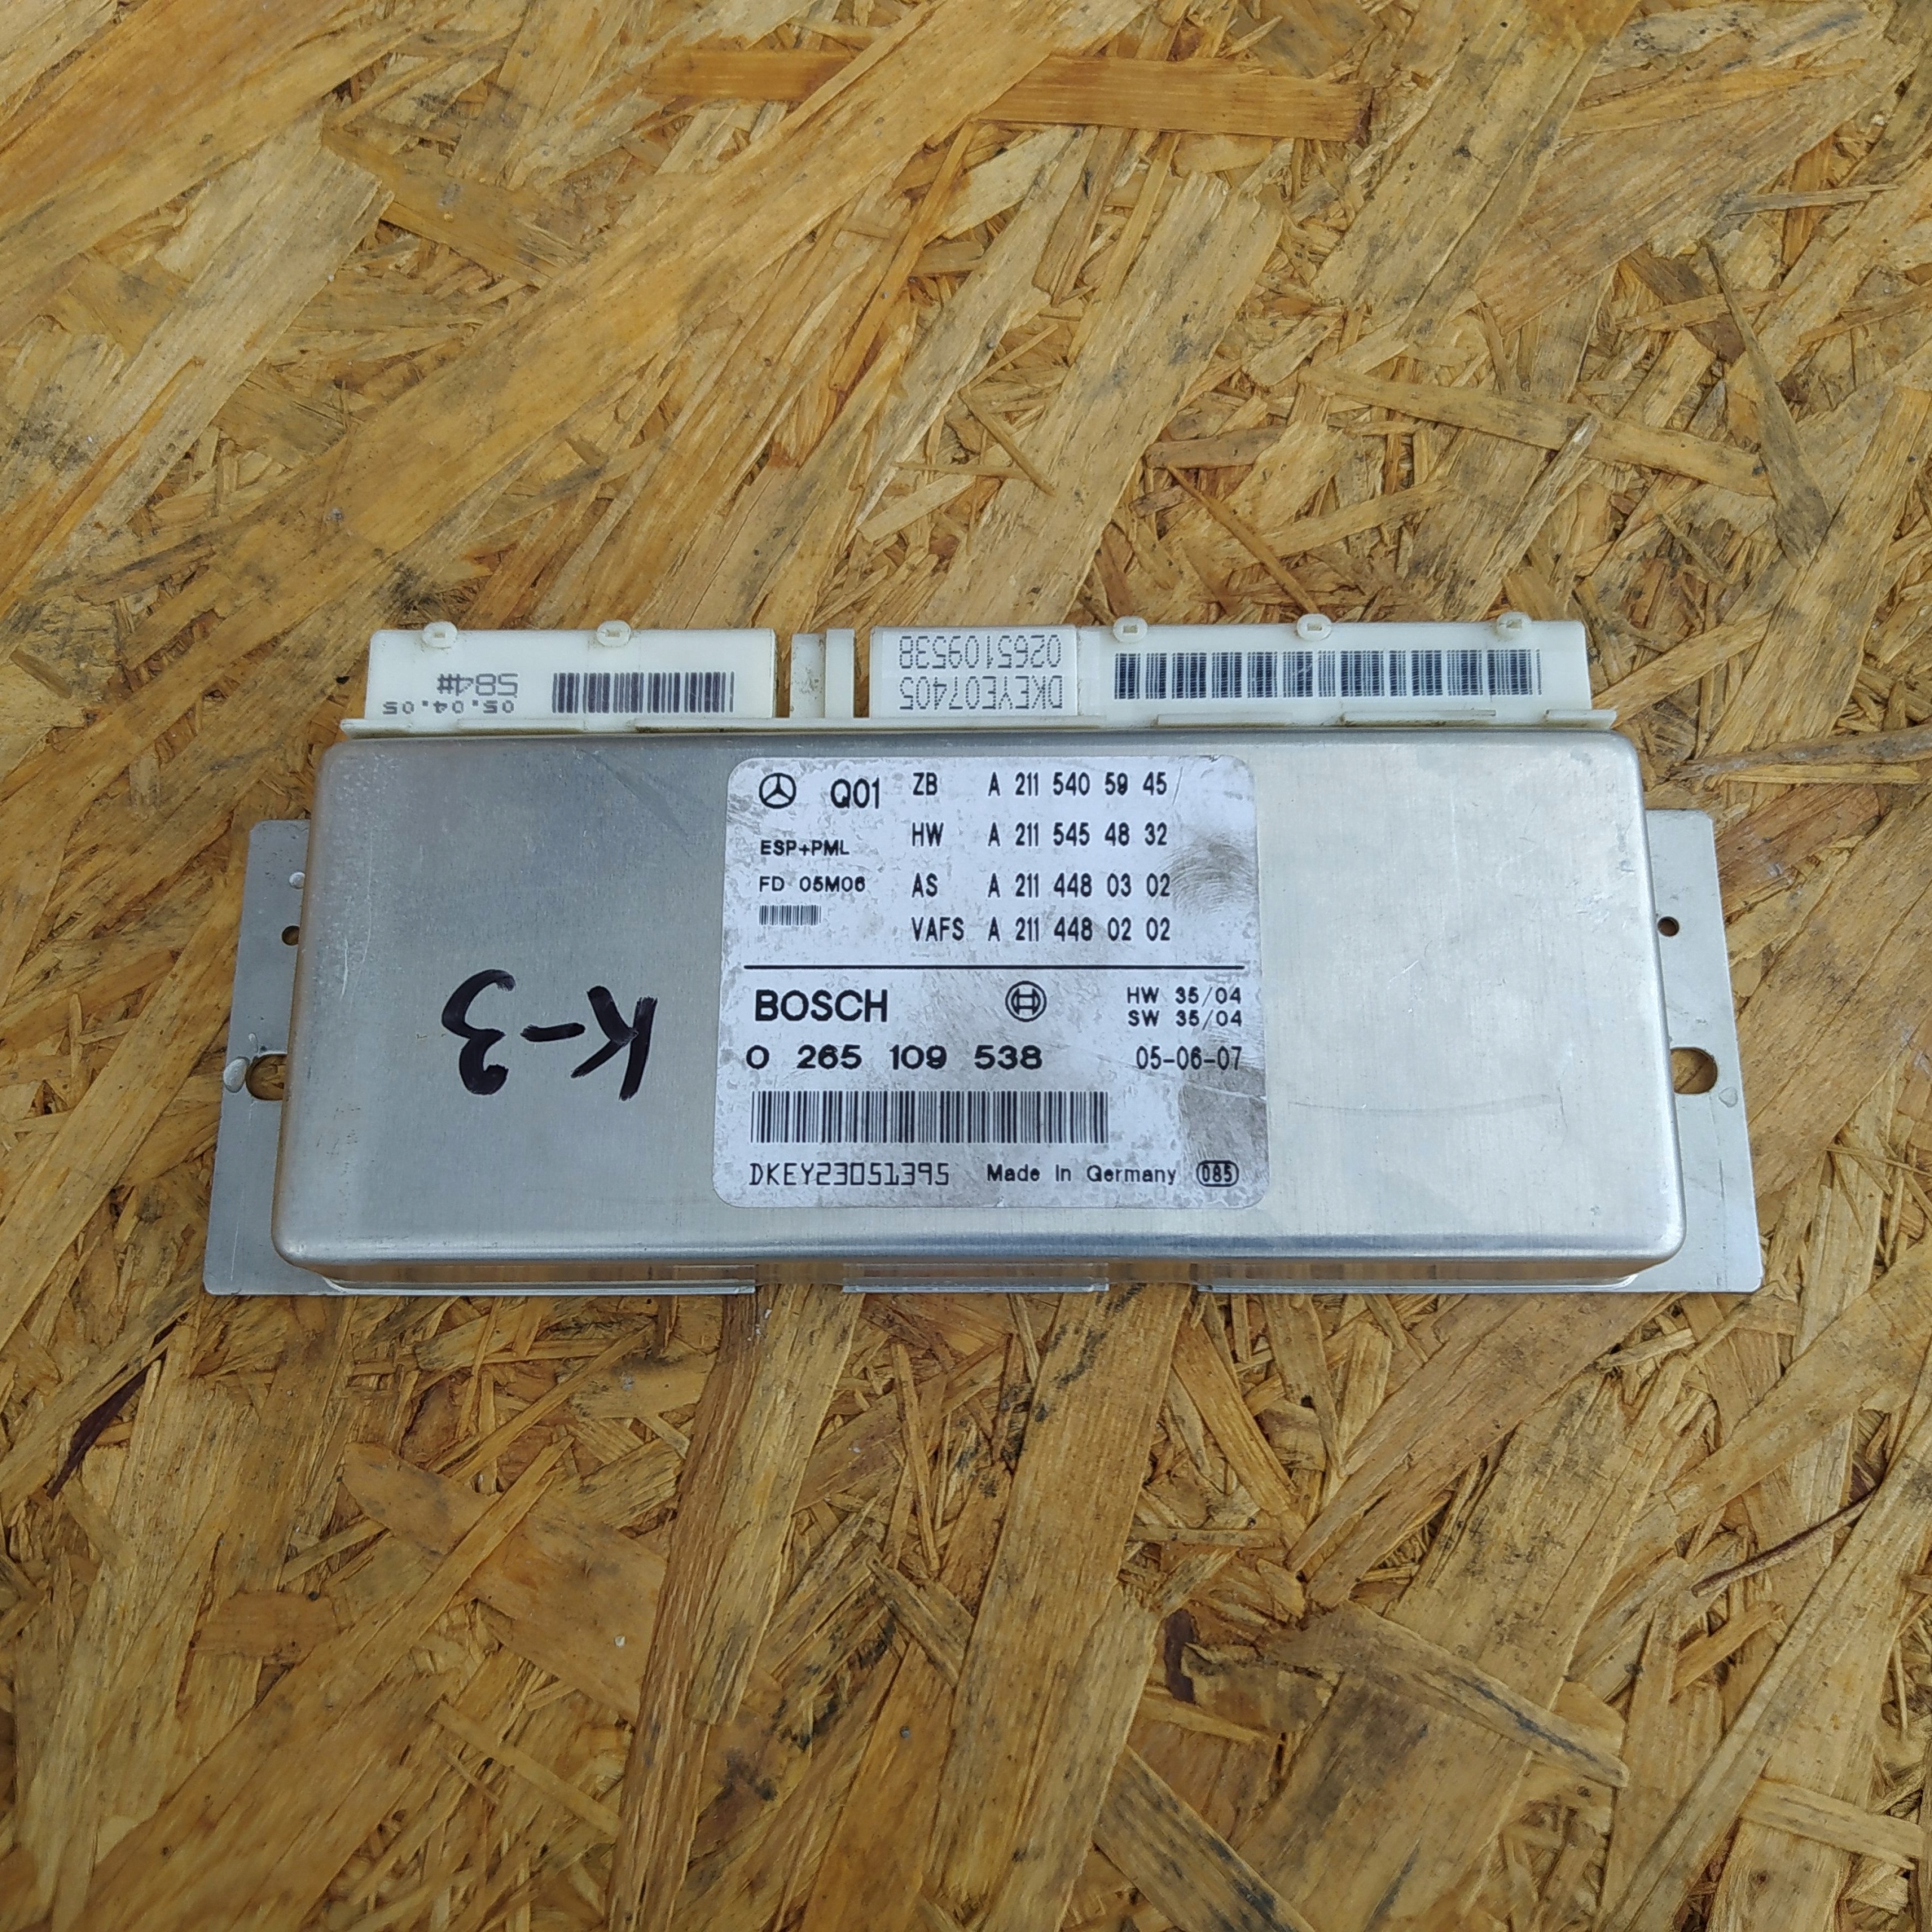 584#
05.04.05
0265109538
DKEYE07405
Q01
ZB A 211 540 59 45
HW A 211 545 48 32
ESP+PML
FD 05M06
AS A 211 448 03 02
VAFS A 211 448 02 02
K-3
BOSCH
HW 35/04
SW 35/04
0 265 109 538
05-06-07
DKEY23051395 Made In Germany 085